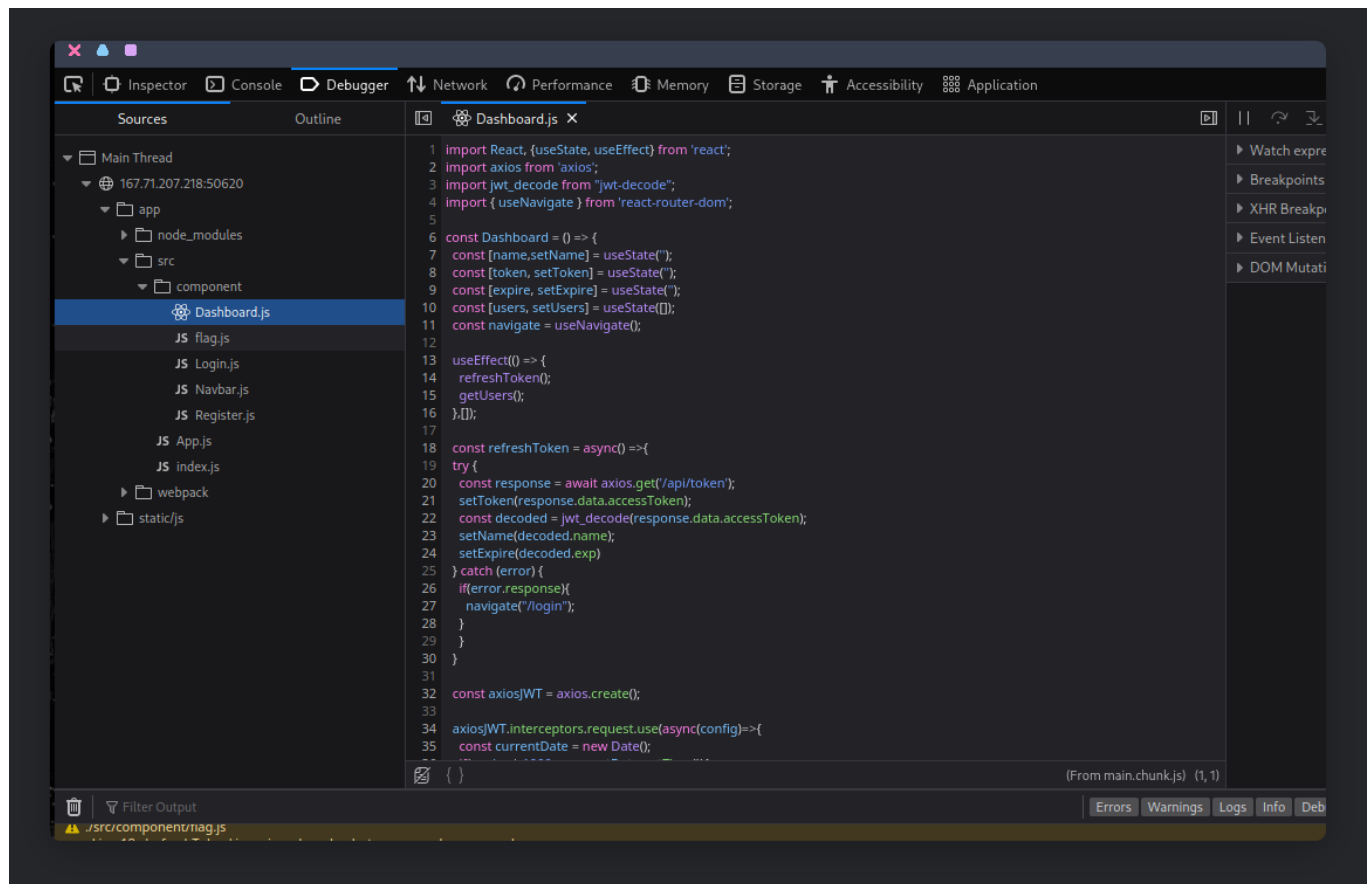 Inspector Console Debugger Network Performance Memory Storage Accessibility Application
Sources Outline
Dashboard.js
Main Thread
167.71.207.218:50620
app
node_modules
src
component
Dashboard.js
JS flag.js
JS Login.js
JS Navbar.js
JS Register.js
JS App.js
JS index.js
webpack
static/js
1 import React, {useState, useEffect} from 'react';
2 import axios from 'axios';
3 import jwt_decode from "jwt-decode";
4 import { useNavigate } from 'react-router-dom';
5
6 const Dashboard = () => {
7 const [name,setName] = useState('');
8 const [token, setToken] = useState('');
9 const [expire, setExpire] = useState('');
10 const [users, setUsers] = useState([]);
11 const navigate = useNavigate();
12
13 useEffect(() => {
14 refreshToken();
15 getUsers();
16 },[]);
17
18 const refreshToken = async() =>{
19 try {
20 const response = await axios.get('/api/token');
21 setToken(response.data.accessToken);
22 const decoded = jwt_decode(response.data.accessToken);
23 setName(decoded.name);
24 setExpire(decoded.exp)
25 } catch (error) {
26 if(error.response){
27 navigate("/login");
28 }
29 }
30 }
31
32 const axiosJWT = axios.create();
33
34 axiosJWT.interceptors.request.use(async(config)=>{
35 const currentDate = new Date();
{ } (From main.chunk.js) (1, 1)
Watch expre
Breakpoints
XHR Breakp
Event Listen
DOM Mutati
Filter Output Errors Warnings Logs Info Deb
./src/component/flag.js